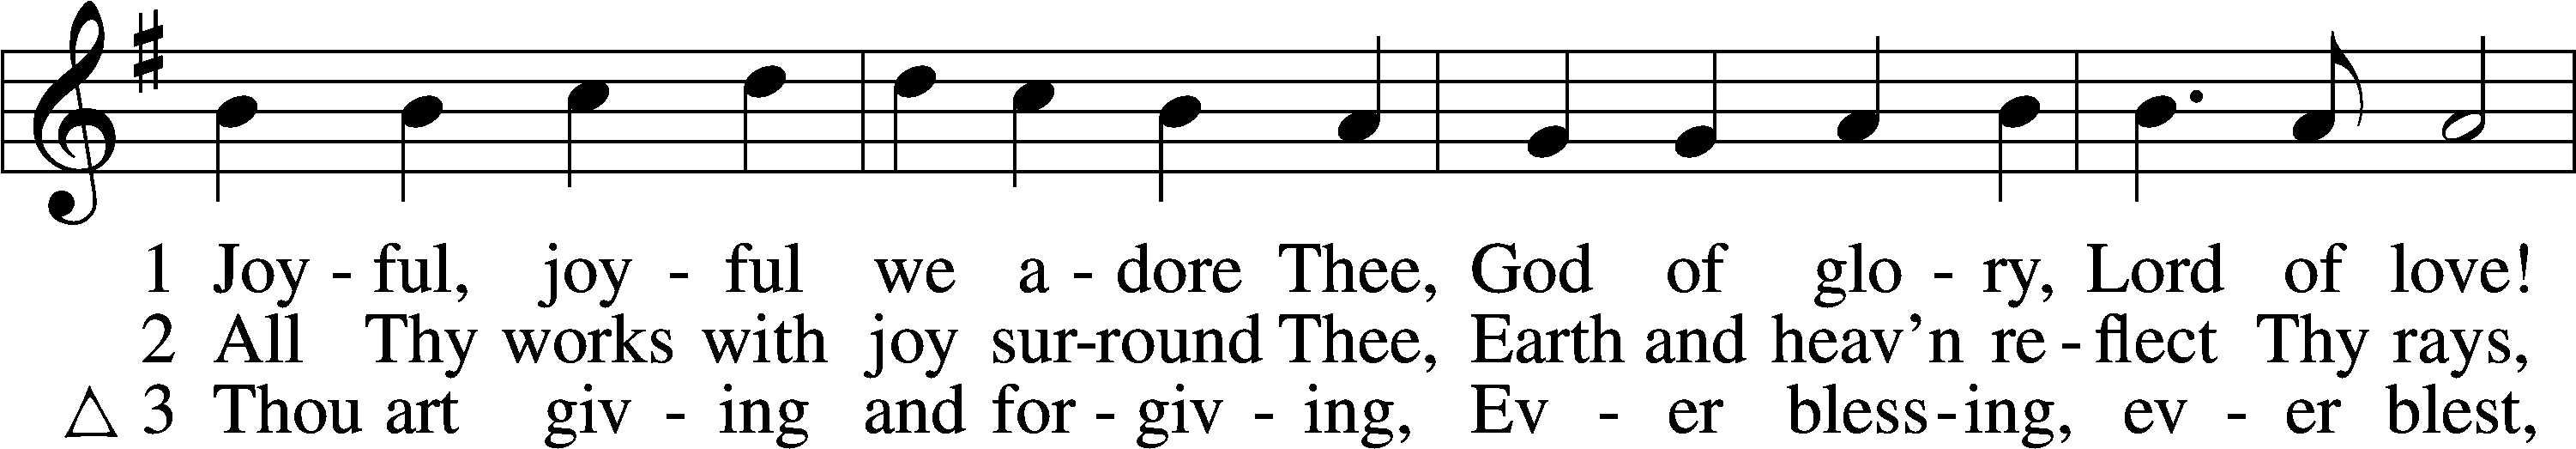 1 Joy - ful, joy - ful we a - dore Thee, God of glo - ry, Lord of love!
2 All Thy works with joy sur-round Thee, Earth and heav’n re - flect Thy rays,
△ 3 Thou art giv - ing and for - giv - ing, Ev - er bless-ing, ev - er blest,